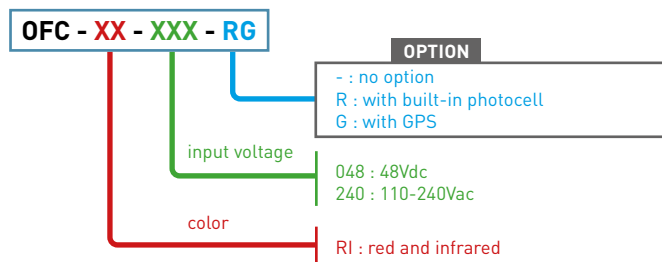 OFC - XX - XXX - RG
OPTION
- : no option
R : with built-in photocell
G : with GPS
input voltage
048 : 48Vdc
240 : 110-240Vac
color
RI : red and infrared